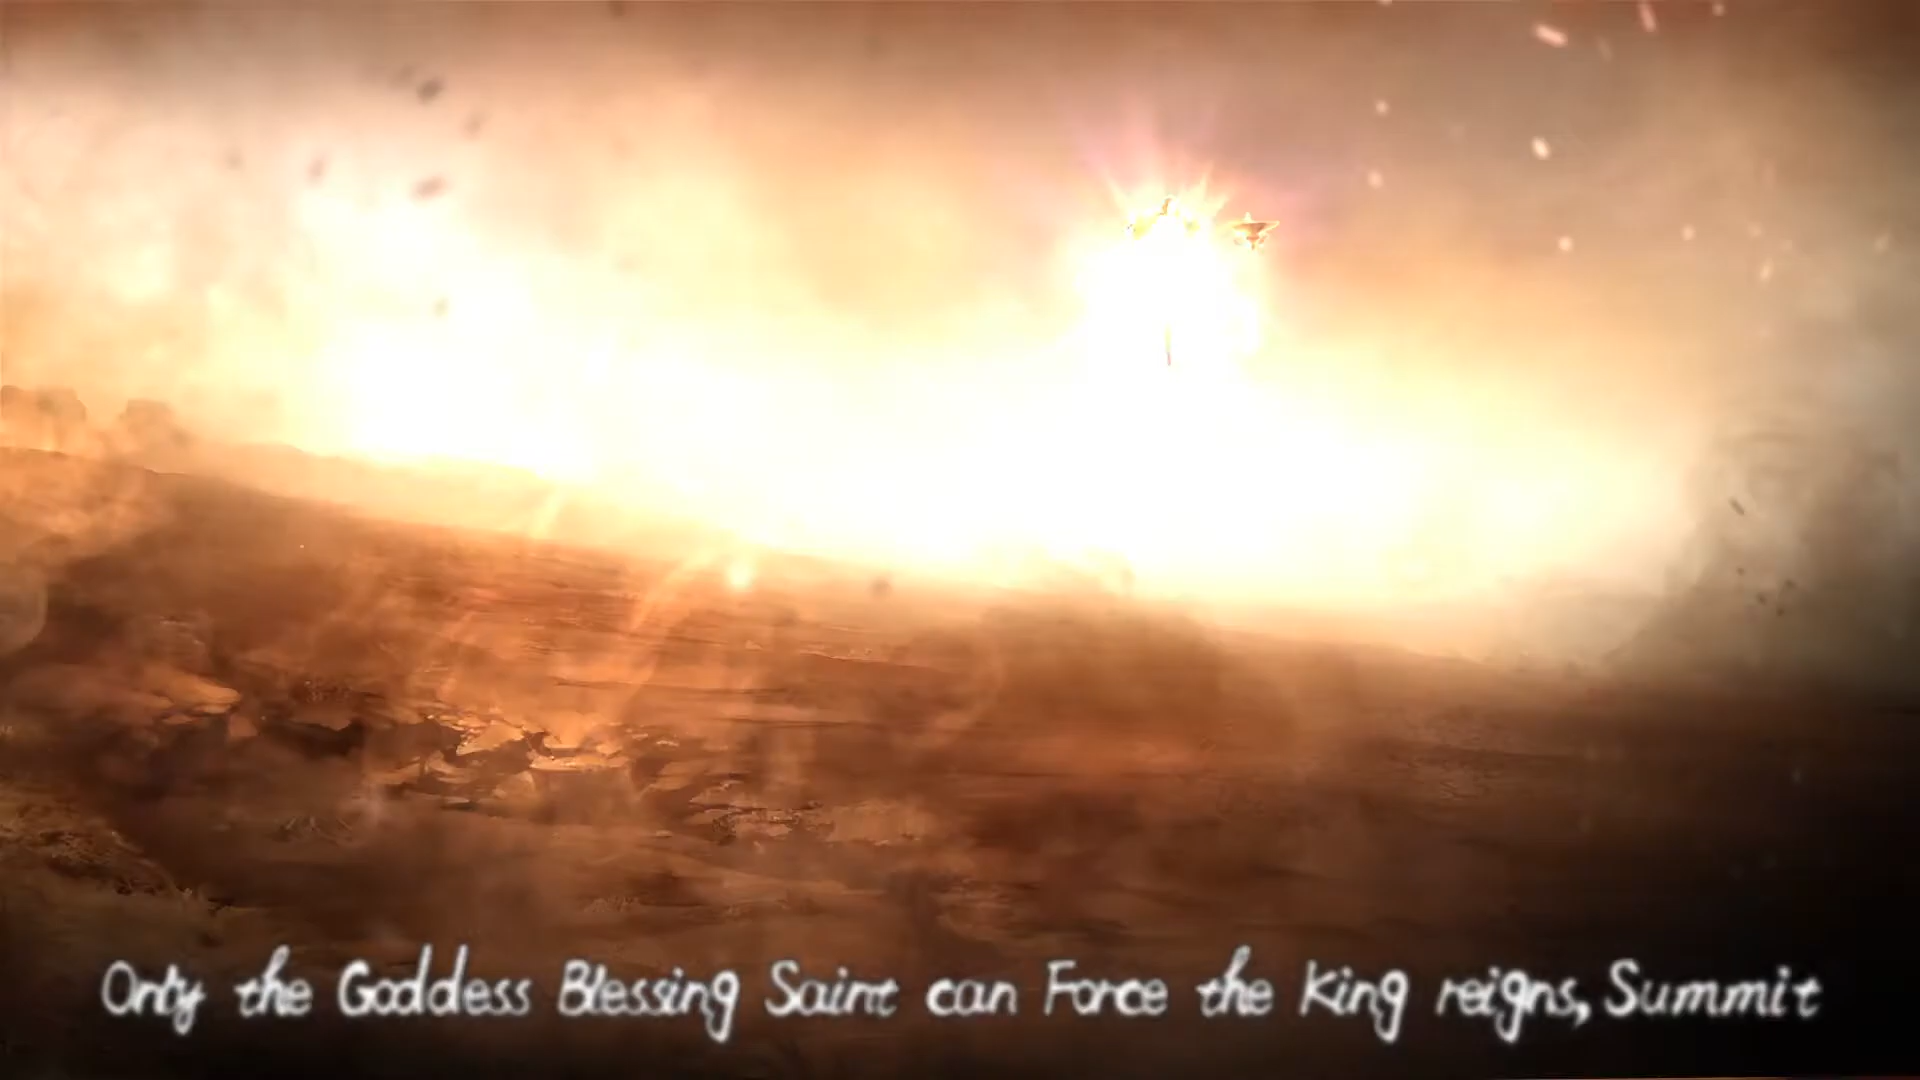 Only the Goddess Blessing Saint can Force the King reigns, Summit